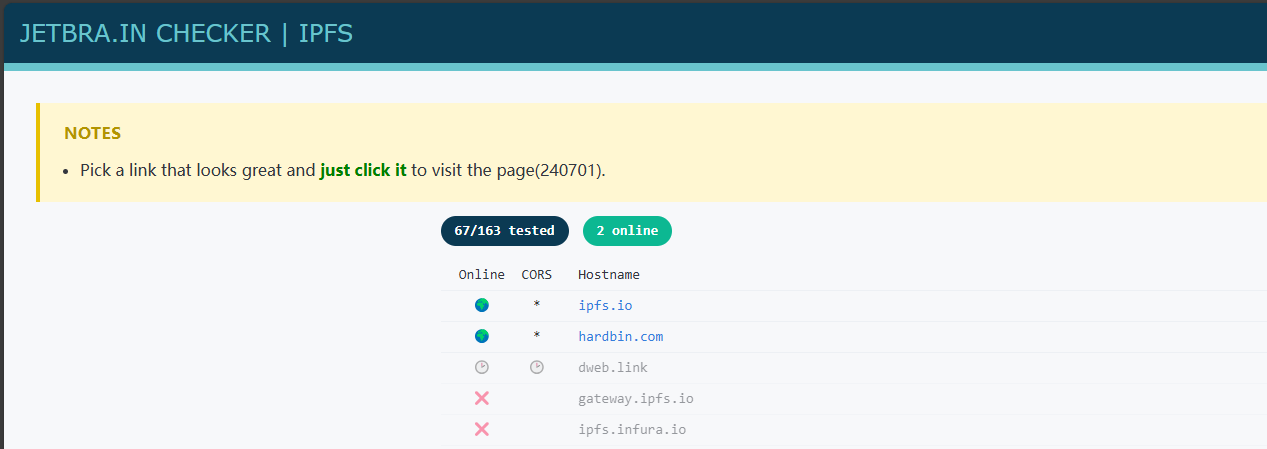 JETBRA.IN CHECKER | IPFS
NOTES
• Pick a link that looks great and just click it to visit the page(240701).
67/163 tested 2 online
Online CORS Hostname
* ipfs.io
* hardbin.com
dweb.link
gateway.ipfs.io
ipfs.infura.io